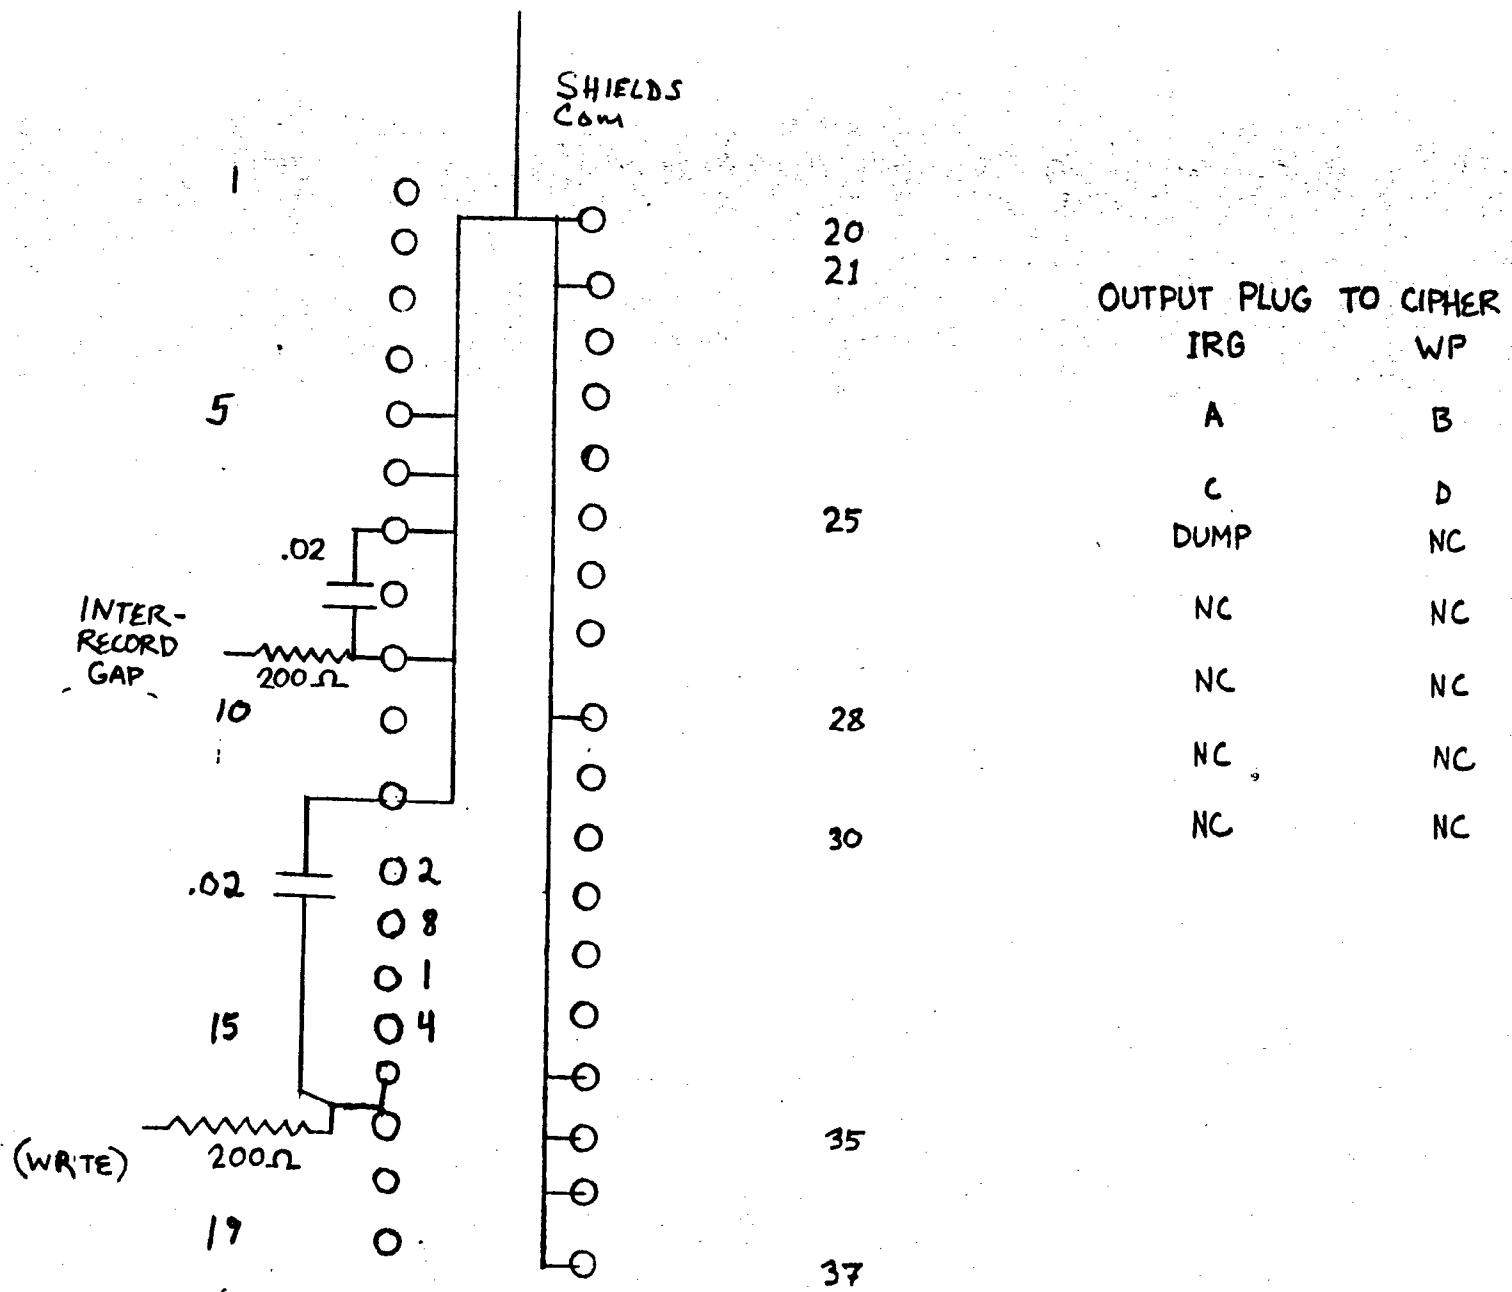 SHIELDS
Com
1
20
21
OUTPUT PLUG TO CIPHER
IRG WP
5
A B
C D
25
DUMP NC
.02
INTER-
RECORD
GAP
200Ω
NC NC
NC NC
10
28
NC NC
NC NC
30
.02
2
8
1
15
4
(WRITE)
200Ω
35
19
37